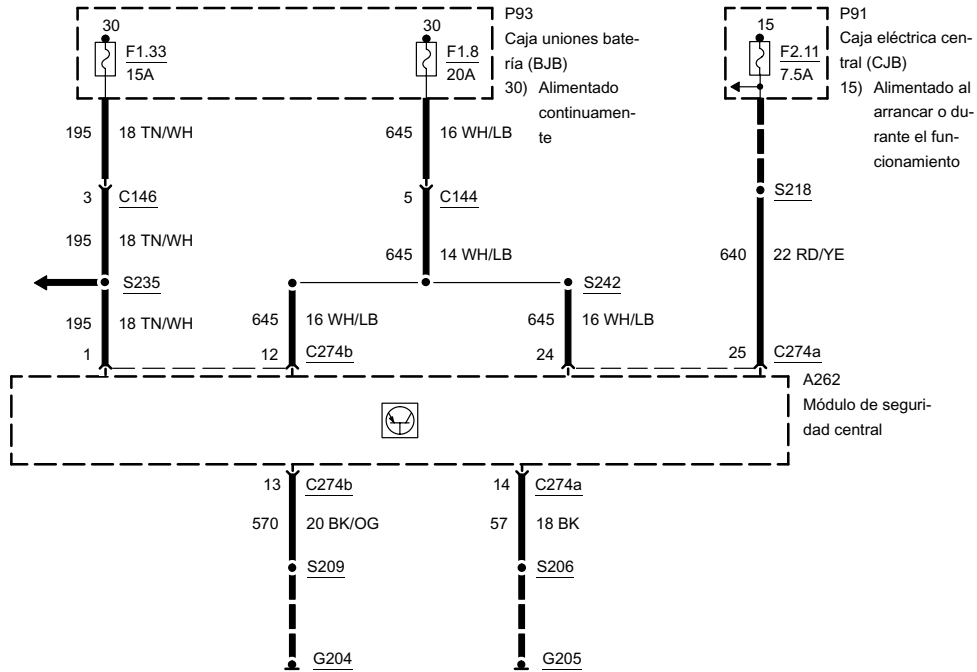 30
F1.33
15A
30
F1.8
20A
P93
Caja uniones bate-
ría (BJB)
30) Alimentado
continuamen-
te
15
F2.11
7.5A
P91
Caja eléctrica cen-
tral (CJB)
15) Alimentado al
arrancar o du-
rante el fun-
cionamiento
195 18 TN/WH
645 16 WH/LB
3 C146
5 C144
S218
195 18 TN/WH
645 14 WH/LB
640 22 RD/YE
S235
S242
195 18 TN/WH
645 16 WH/LB
645 16 WH/LB
1
12 C274b
24
25 C274a
A262
Módulo de seguri-
dad central
13 C274b
14 C274a
570 20 BK/OG
57 18 BK
S209
S206
G204
G205